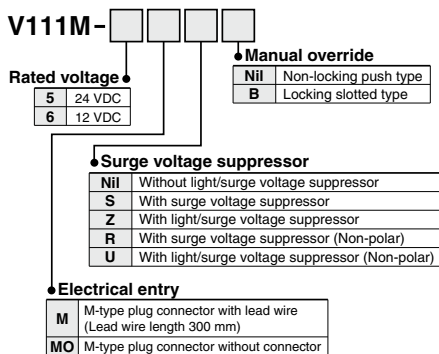 V111M-
Manual override
Nil Non-locking push type
B Locking slotted type
Rated voltage
5 24 VDC
6 12 VDC
Surge voltage suppressor
Nil Without light/surge voltage suppressor
S With surge voltage suppressor
Z With light/surge voltage suppressor
R With surge voltage suppressor (Non-polar)
U With light/surge voltage suppressor (Non-polar)
Electrical entry
M M-type plug connector with lead wire
(Lead wire length 300 mm)
MO M-type plug connector without connector